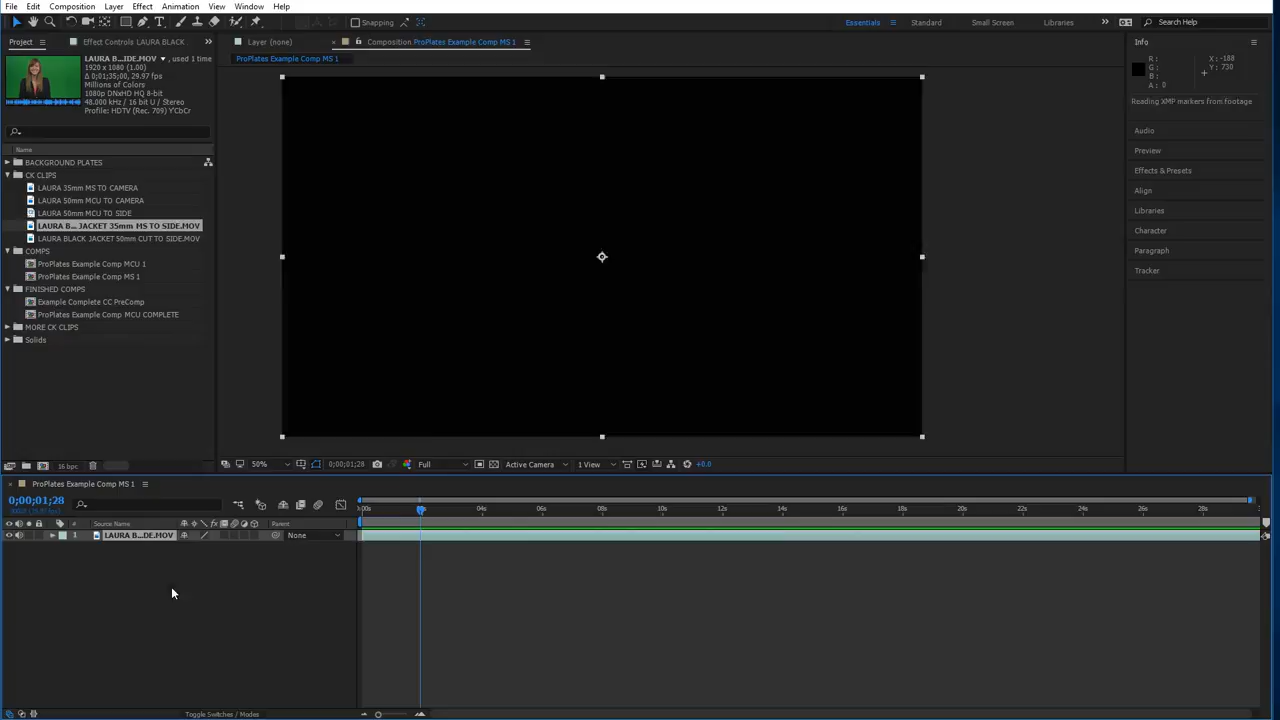 File Edit Composition Layer Effect Animation View Window Help
Snapping
Essentials Standard Small Screen Libraries Search Help
Project Effect Controls LAURA BLACK
Layer (none) Composition ProPlates Example Comp MS 1
ProPlates Example Comp MS 1
LAURA B...IDE.MOV , used 1 time
1920 x 1080 (1.00)
Δ 0;01;35;00, 29.97 fps
Millions of Colors
1080p DNxHD HQ 8-bit
48.000 kHz / 16 bit U / Stereo
Profile: HDTV (Rec. 709) Y'CbCr
Name
BACKGROUND PLATES
CK CLIPS
LAURA 35mm MS TO CAMERA
LAURA 50mm MCU TO CAMERA
LAURA 50mm MCU TO SIDE
LAURA B... JACKET 35mm MS TO SIDE.MOV
LAURA BLACK JACKET 50mm CUT TO SIDE.MOV
COMPS
ProPlates Example Comp MCU 1
ProPlates Example Comp MS 1
FINISHED COMPS
Example Complete CC PreComp
ProPlates Example Comp MCU COMPLETE
MORE CK CLIPS
Solids
16 bpc
50% 0;00;01;28 Full Active Camera 1 View +0.0
Info
R : X : -188
G : Y : 730
B :
A : 0
Reading XMP markers from footage
Audio
Preview
Effects & Presets
Align
Libraries
Character
Paragraph
Tracker
ProPlates Example Comp MS 1
0;00;01;28
# Source Name Parent
1 LAURA B...DE.MOV None
04s 06s 08s 10s 12s 14s 16s 18s 20s 22s 24s 26s 28s
Toggle Switches / Modes